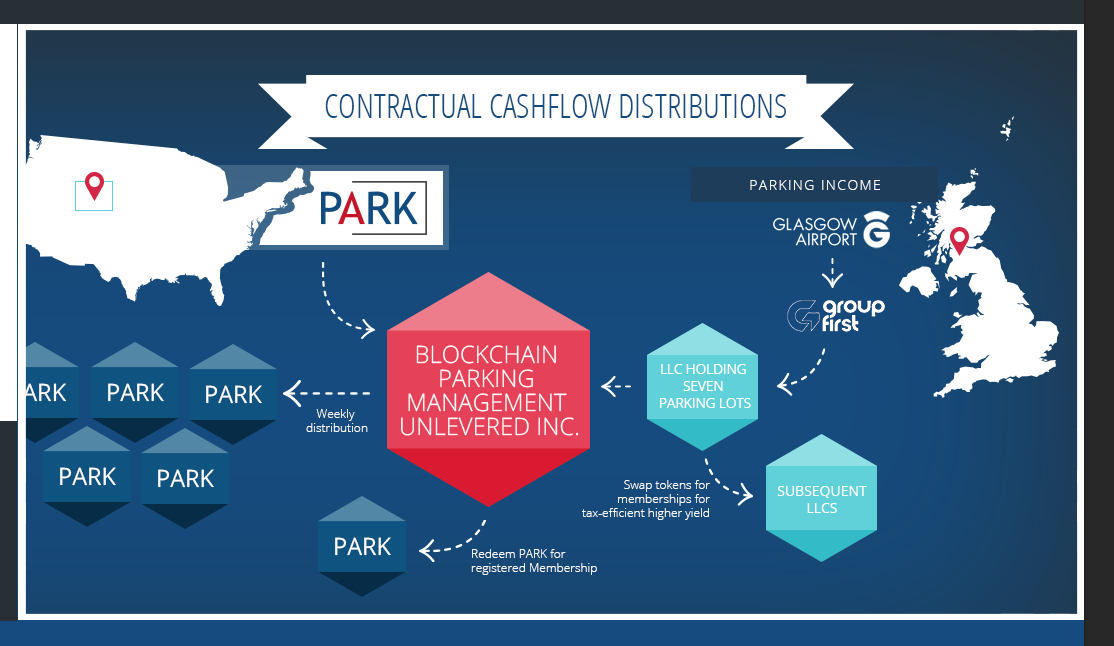 CONTRACTUAL CASHFLOW DISTRIBUTIONS
PARK
PARKING INCOME
GLASGOW
AIRPORT
group
first
BLOCKCHAIN
PARKING
MANAGEMENT
UNLEVERED INC.
LLC HOLDING
SEVEN
PARKING LOTS
ARK
PARK
PARK
Weekly
distribution
PARK
PARK
Swap tokens for
memberships for
tax-efficient higher yield
SUBSEQUENT
LLCS
PARK
Redeem PARK for
registered Membership